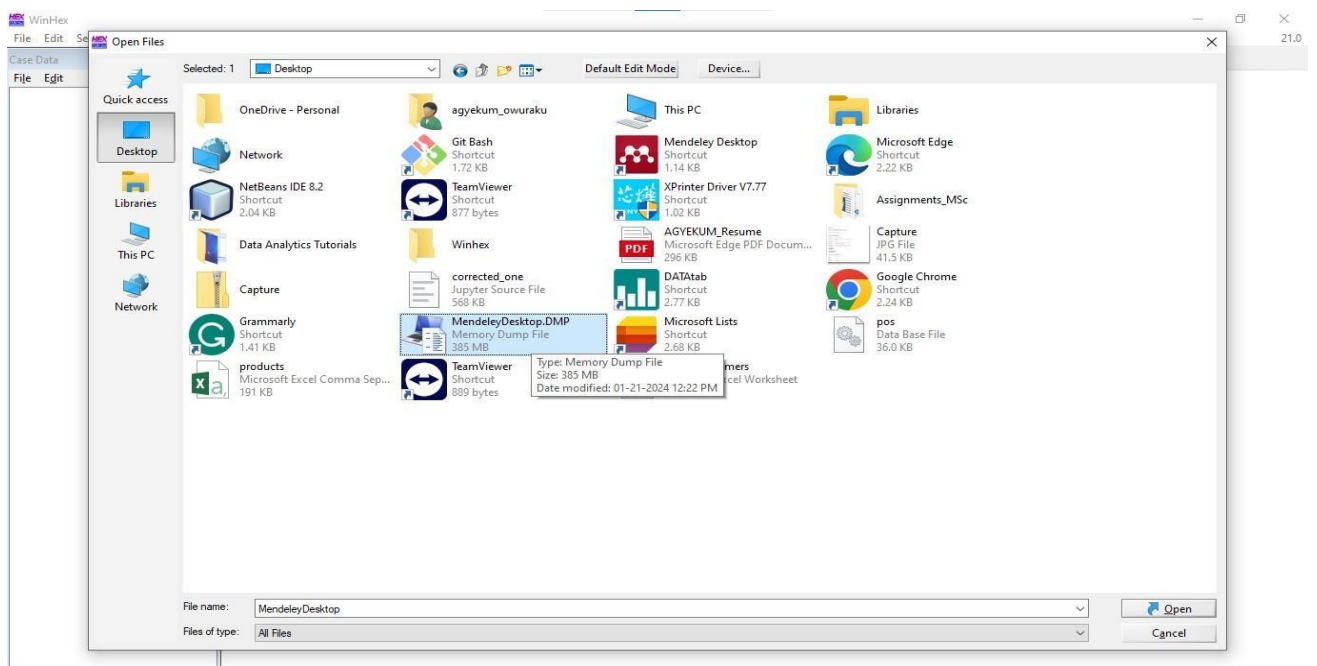 WinHex
File Edit Se
21.0
Case Data
File Edit
Open Files
Selected: 1 Desktop Default Edit Mode Device...
Quick access
Desktop
Libraries
This PC
Network
OneDrive - Personal
agyekum_owuraku
This PC
Libraries
Network
Git Bash
Shortcut
1.72 KB
Mendeley Desktop
Shortcut
1.14 KB
Microsoft Edge
Shortcut
2.22 KB
NetBeans IDE 8.2
Shortcut
2.04 KB
TeamViewer
Shortcut
877 bytes
XPrinter Driver V7.77
Shortcut
1.02 KB
Assignments_MSc
Data Analytics Tutorials
Winhex
PDF
AGYEKUM_Resume
Microsoft Edge PDF Docum...
296 KB
Capture
JPG File
41.5 KB
Capture
corrected_one
Jupyter Source File
568 KB
DATAtab
Shortcut
2.77 KB
Google Chrome
Shortcut
2.24 KB
Grammarly
Shortcut
1.41 KB
MendeleyDesktop.DMP
Memory Dump File
385 MB
Microsoft Lists
Shortcut
2.68 KB
pos
Data Base File
36.0 KB
products
Microsoft Excel Comma Sep...
191 KB
TeamViewer
Shortcut
889 bytes
mers
cel Worksheet
Type: Memory Dump File
Size: 385 MB
Date modified: 01-21-2024 12:22 PM
File name: MendeleyDesktop Open
Files of type: All Files Cancel